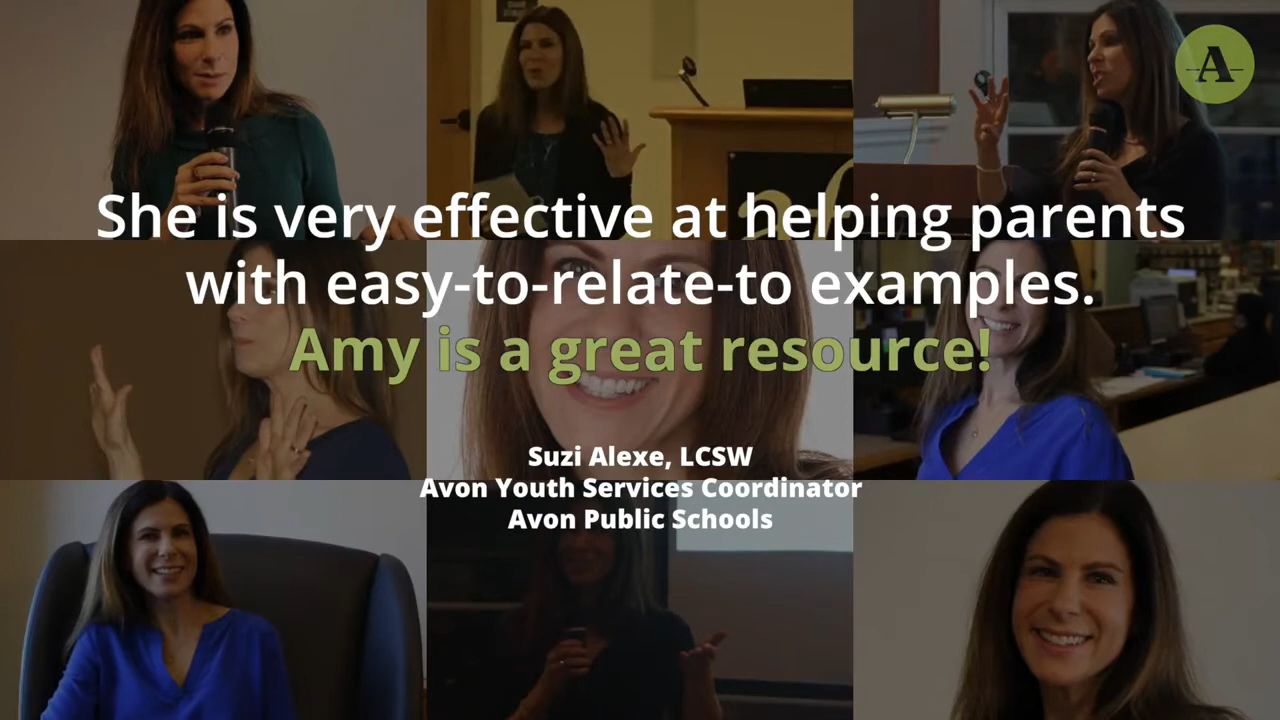 A
She is very effective at helping parents
with easy-to-relate-to examples.
Amy is a great resource!
Suzi Alexe, LCSW
Avon Youth Services Coordinator
Avon Public Schools